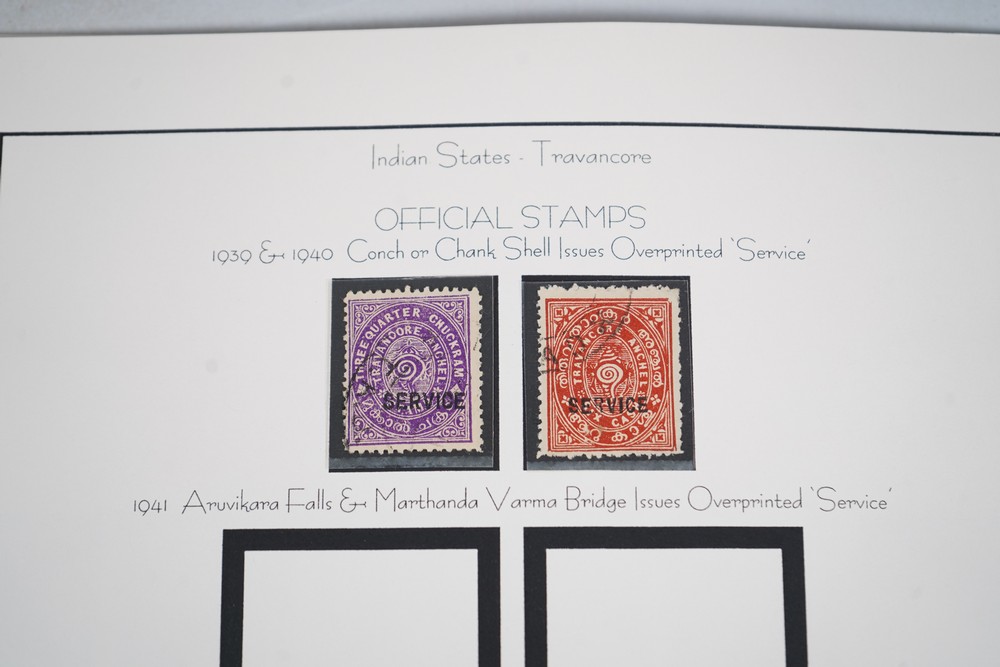 Indian States - Travancore
OFFICIAL STAMPS
1939 & 1940 Conch or Chank Shell Issues Overprinted 'Service'
THREE QUARTER CHUCKRAM
TRAVANCORE ANCHEL
SERVICE
TRAVANCORE ANCHEL
SERVICE
1941 Aruvikara Falls & Marthanda Varma Bridge Issues Overprinted 'Service'